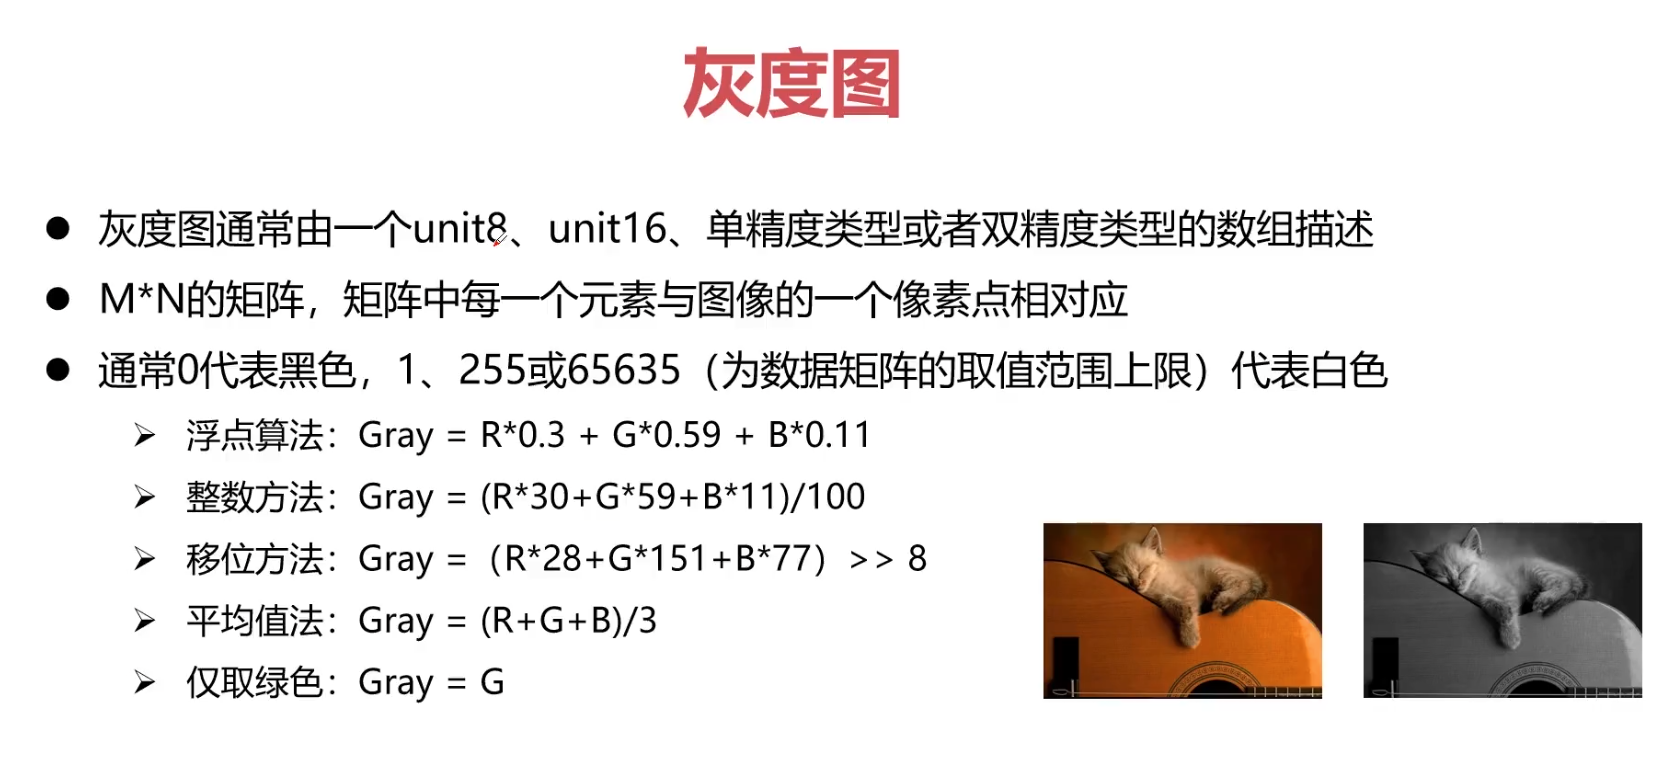 灰度图
● 灰度图通常由一个unit8、unit16、单精度类型或者双精度类型的数组描述
● M*N的矩阵，矩阵中每一个元素与图像的一个像素点相对应
● 通常0代表黑色，1、255或65635（为数据矩阵的取值范围上限）代表白色
➢ 浮点算法：Gray = R*0.3 + G*0.59 + B*0.11
➢ 整数方法：Gray = (R*30+G*59+B*11)/100
➢ 移位方法：Gray =（R*28+G*151+B*77）>> 8
➢ 平均值法：Gray = (R+G+B)/3
➢ 仅取绿色：Gray = G